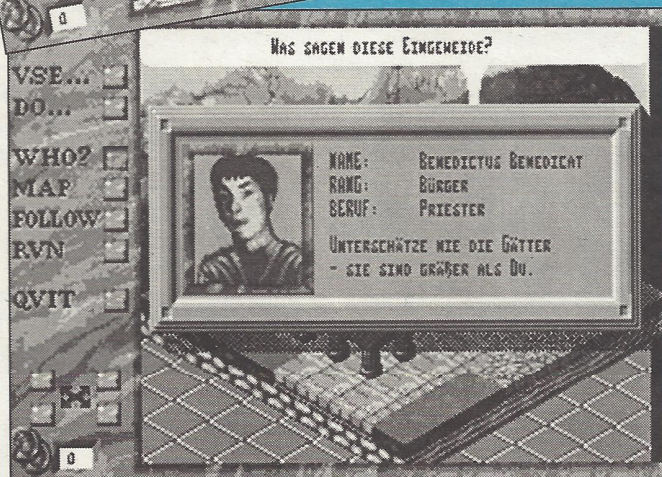 0
Was sagen diese Eingeweide?
VSE...
DO...
WHO?
MAP
FOLLOW
RVN
QVIT
Name: Benedictus Benedicat
Rang: Bürger
Beruf: Priester
Unterschätze nie die Gätter
- sie sind gräßer als Du.
0